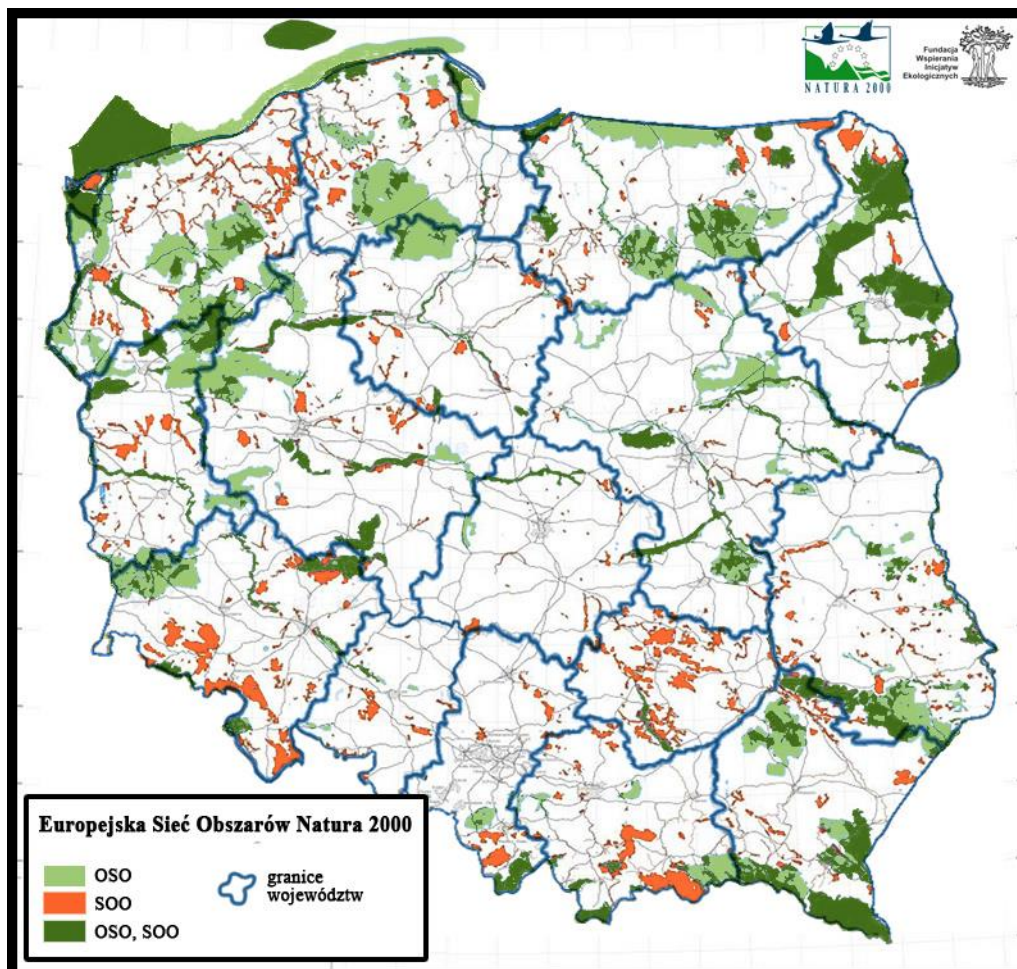 NATURA 2000
Fundacja
Wspierania
Inicjatyw
Ekologicznych
Europejska Sieć Obszarów Natura 2000
OSO
SOO
OSO, SOO
granice
województw